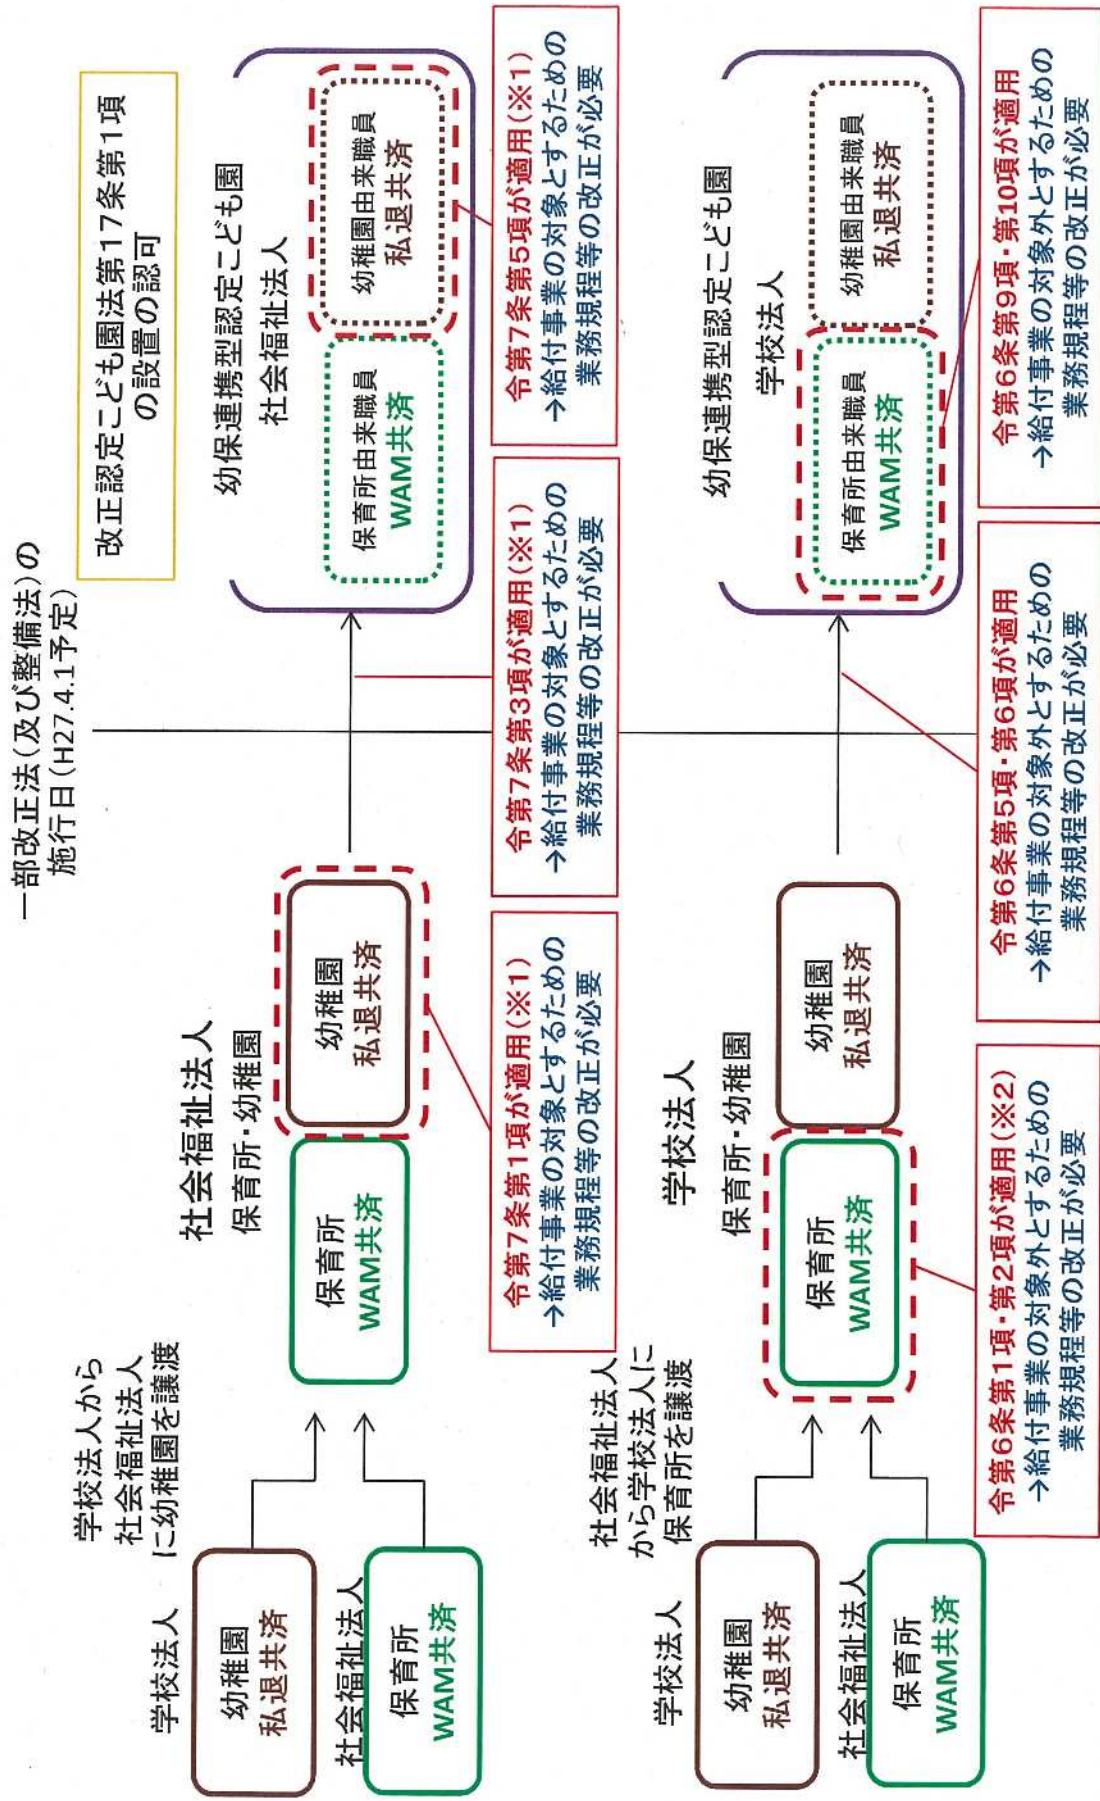 一部改正法(及び整備法)の
施行日(H27.4.1予定)
改正認定こども園法第17条第1項
の設置の認可
学校法人から
社会福祉法人
に幼稚園を譲渡
学校法人
幼稚園
私退共済
社会福祉法人
保育所
WAM共済
社会福祉法人
保育所・幼稚園
保育所
WAM共済
幼稚園
私退共済
幼保連携型認定こども園
社会福祉法人
保育所由来職員
WAM共済
幼稚園由来職員
私退共済
令第7条第1項が適用(※1)
→給付事業の対象とするための
業務規程等の改正が必要
令第7条第3項が適用(※1)
→給付事業の対象とするための
業務規程等の改正が必要
令第7条第5項が適用(※1)
→給付事業の対象とするための
業務規程等の改正が必要
社会福祉法人
から学校法人に
保育所を譲渡
学校法人
幼稚園
私退共済
社会福祉法人
保育所
WAM共済
学校法人
保育所・幼稚園
保育所
WAM共済
幼稚園
私退共済
幼保連携型認定こども園
学校法人
保育所由来職員
WAM共済
幼稚園由来職員
私退共済
令第6条第1項・第2項が適用(※2)
→給付事業の対象外とするための
業務規程等の改正が必要
令第6条第5項・第6項が適用
→給付事業の対象外とするための
業務規程等の改正が必要
令第6条第9項・第10項が適用
→給付事業の対象外とするための
業務規程等の改正が必要